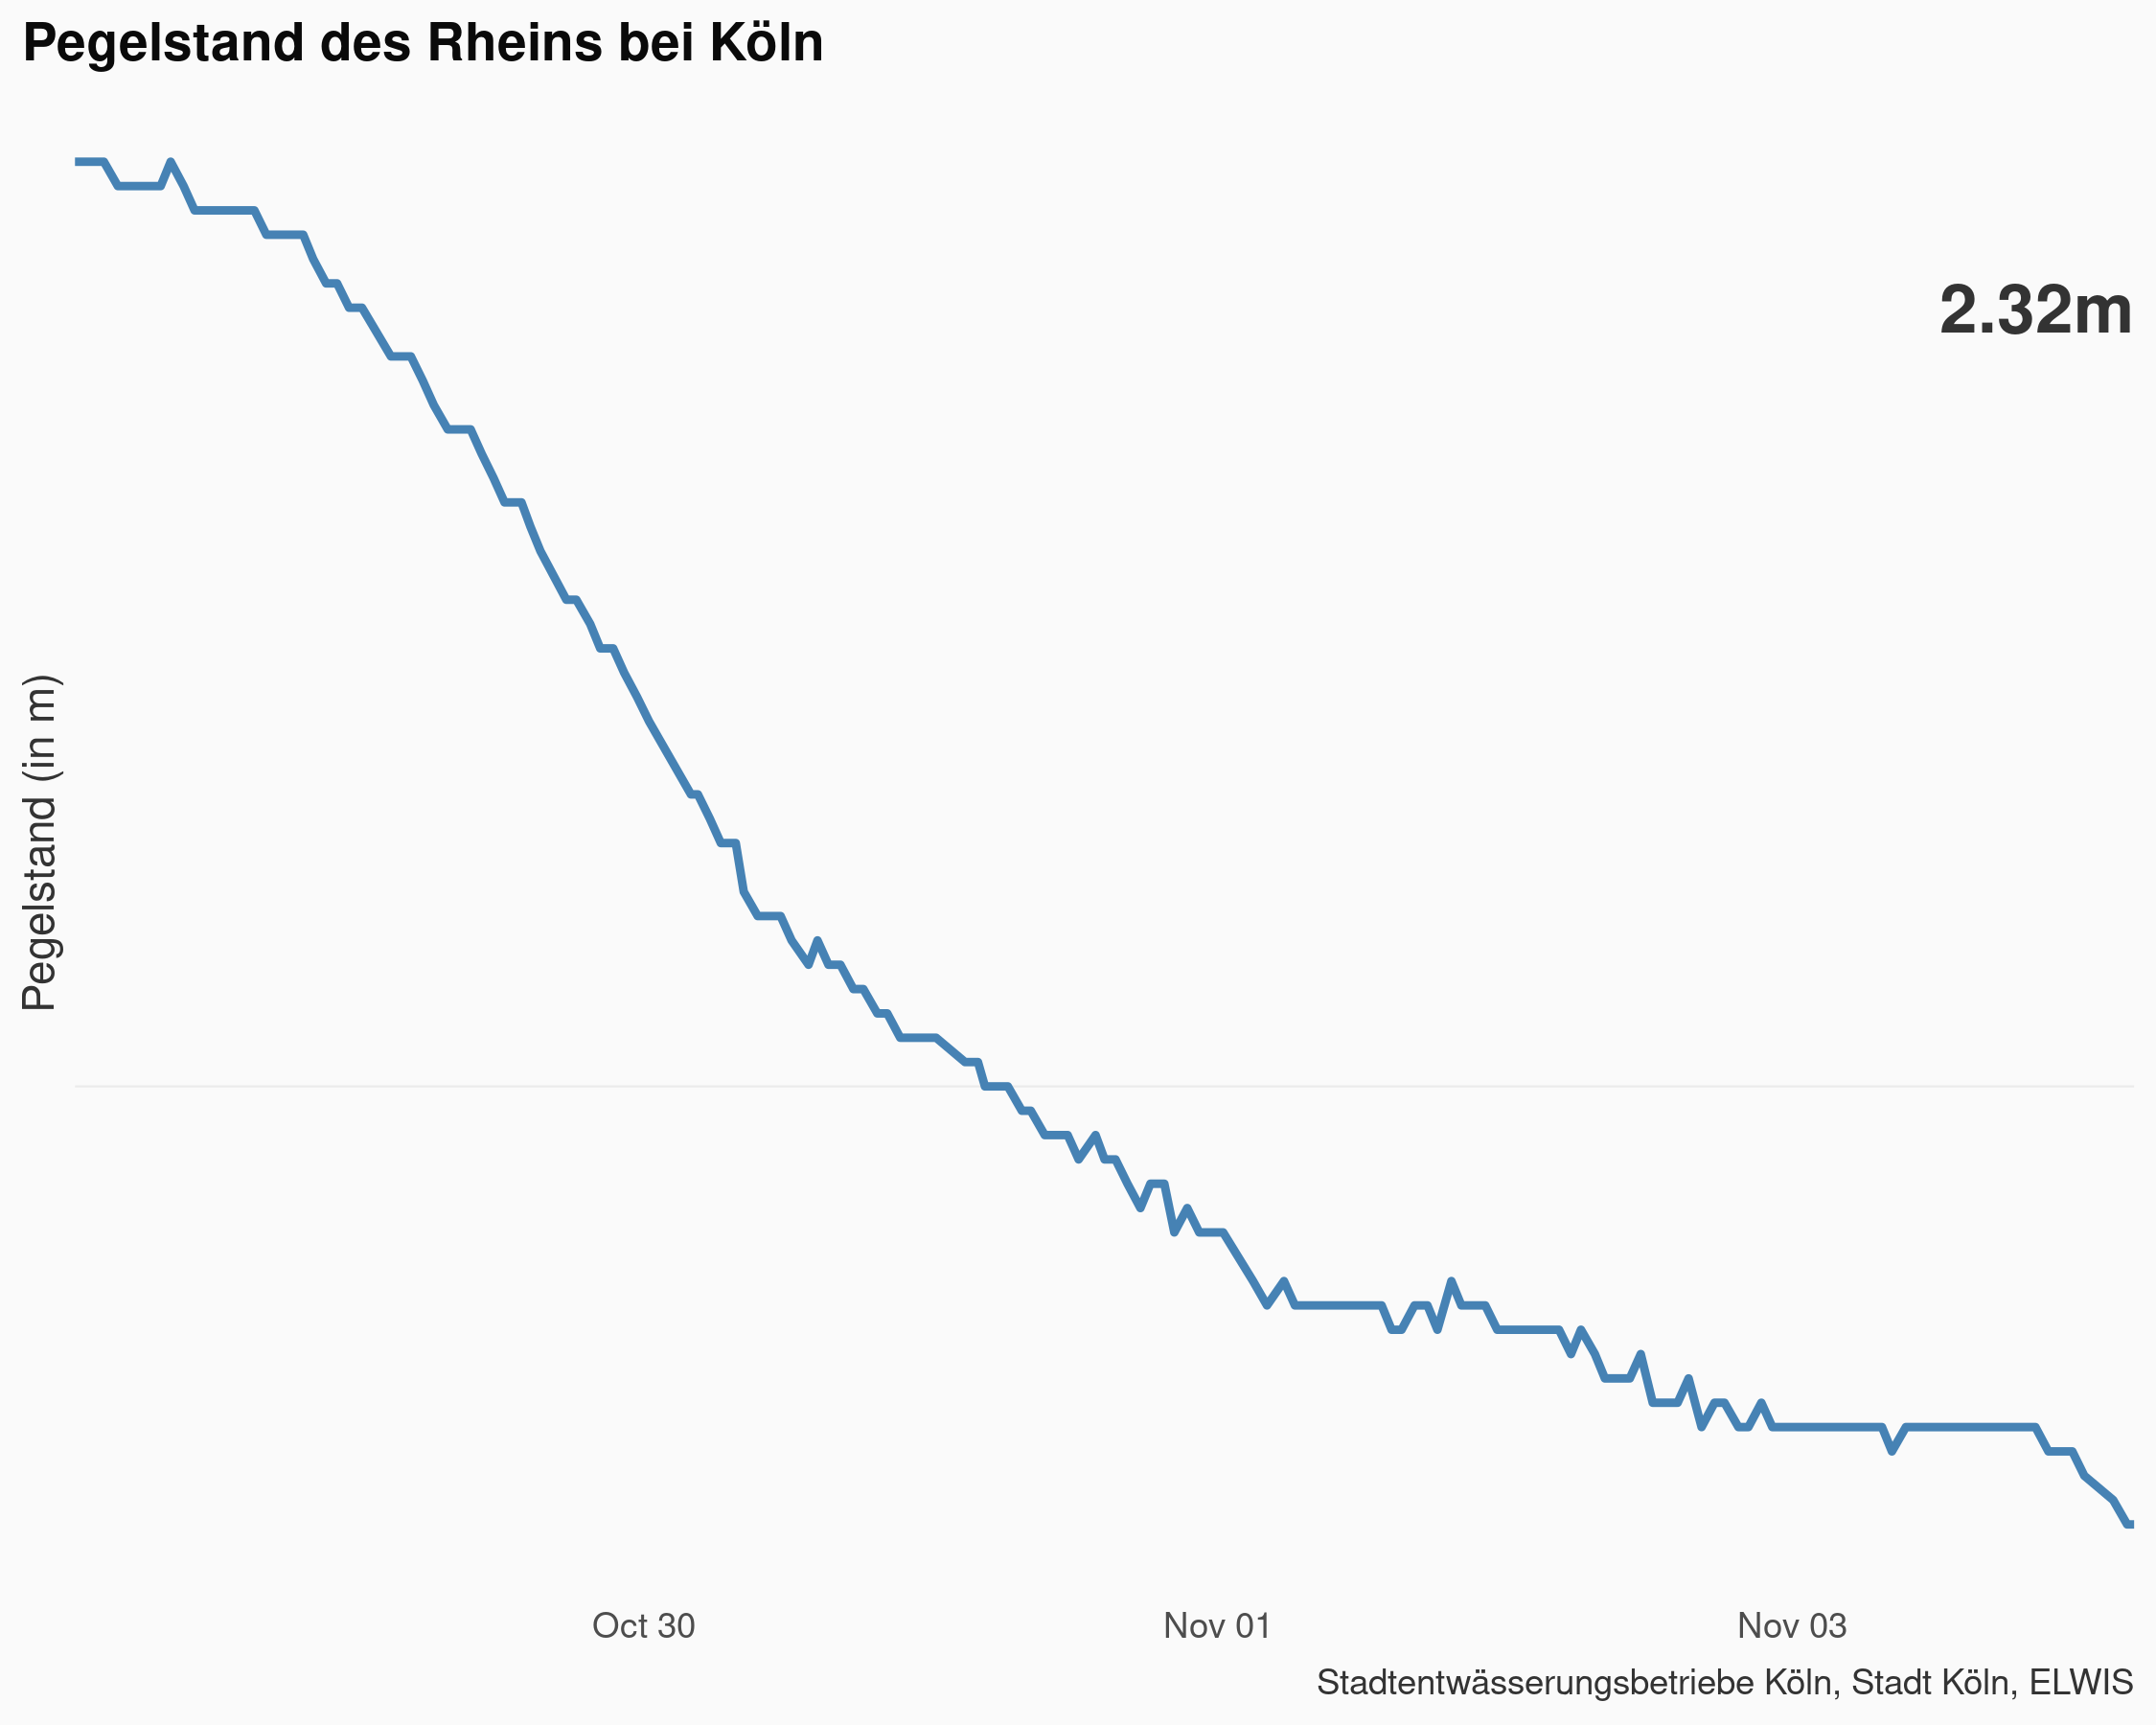 Pegelstand des Rheins bei Köln
2.32m
Pegelstand (in m)
Oct 30
Nov 01
Nov 03
Stadtentwässerungsbetriebe Köln, Stadt Köln, ELWIS